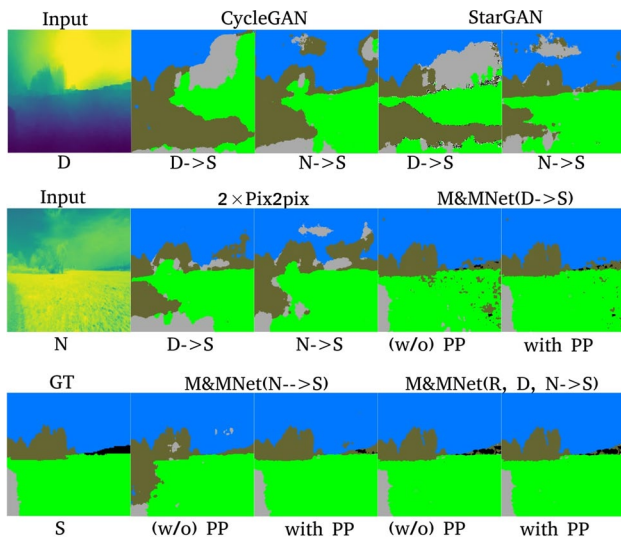 Input CycleGAN StarGAN
D D->S N->S D->S N->S
Input 2×Pix2pix M&MNet(D->S)
N D->S N->S (w/o) PP with PP
GT M&MNet(N-->S) M&MNet(R, D, N->S)
S (w/o) PP with PP (w/o) PP with PP